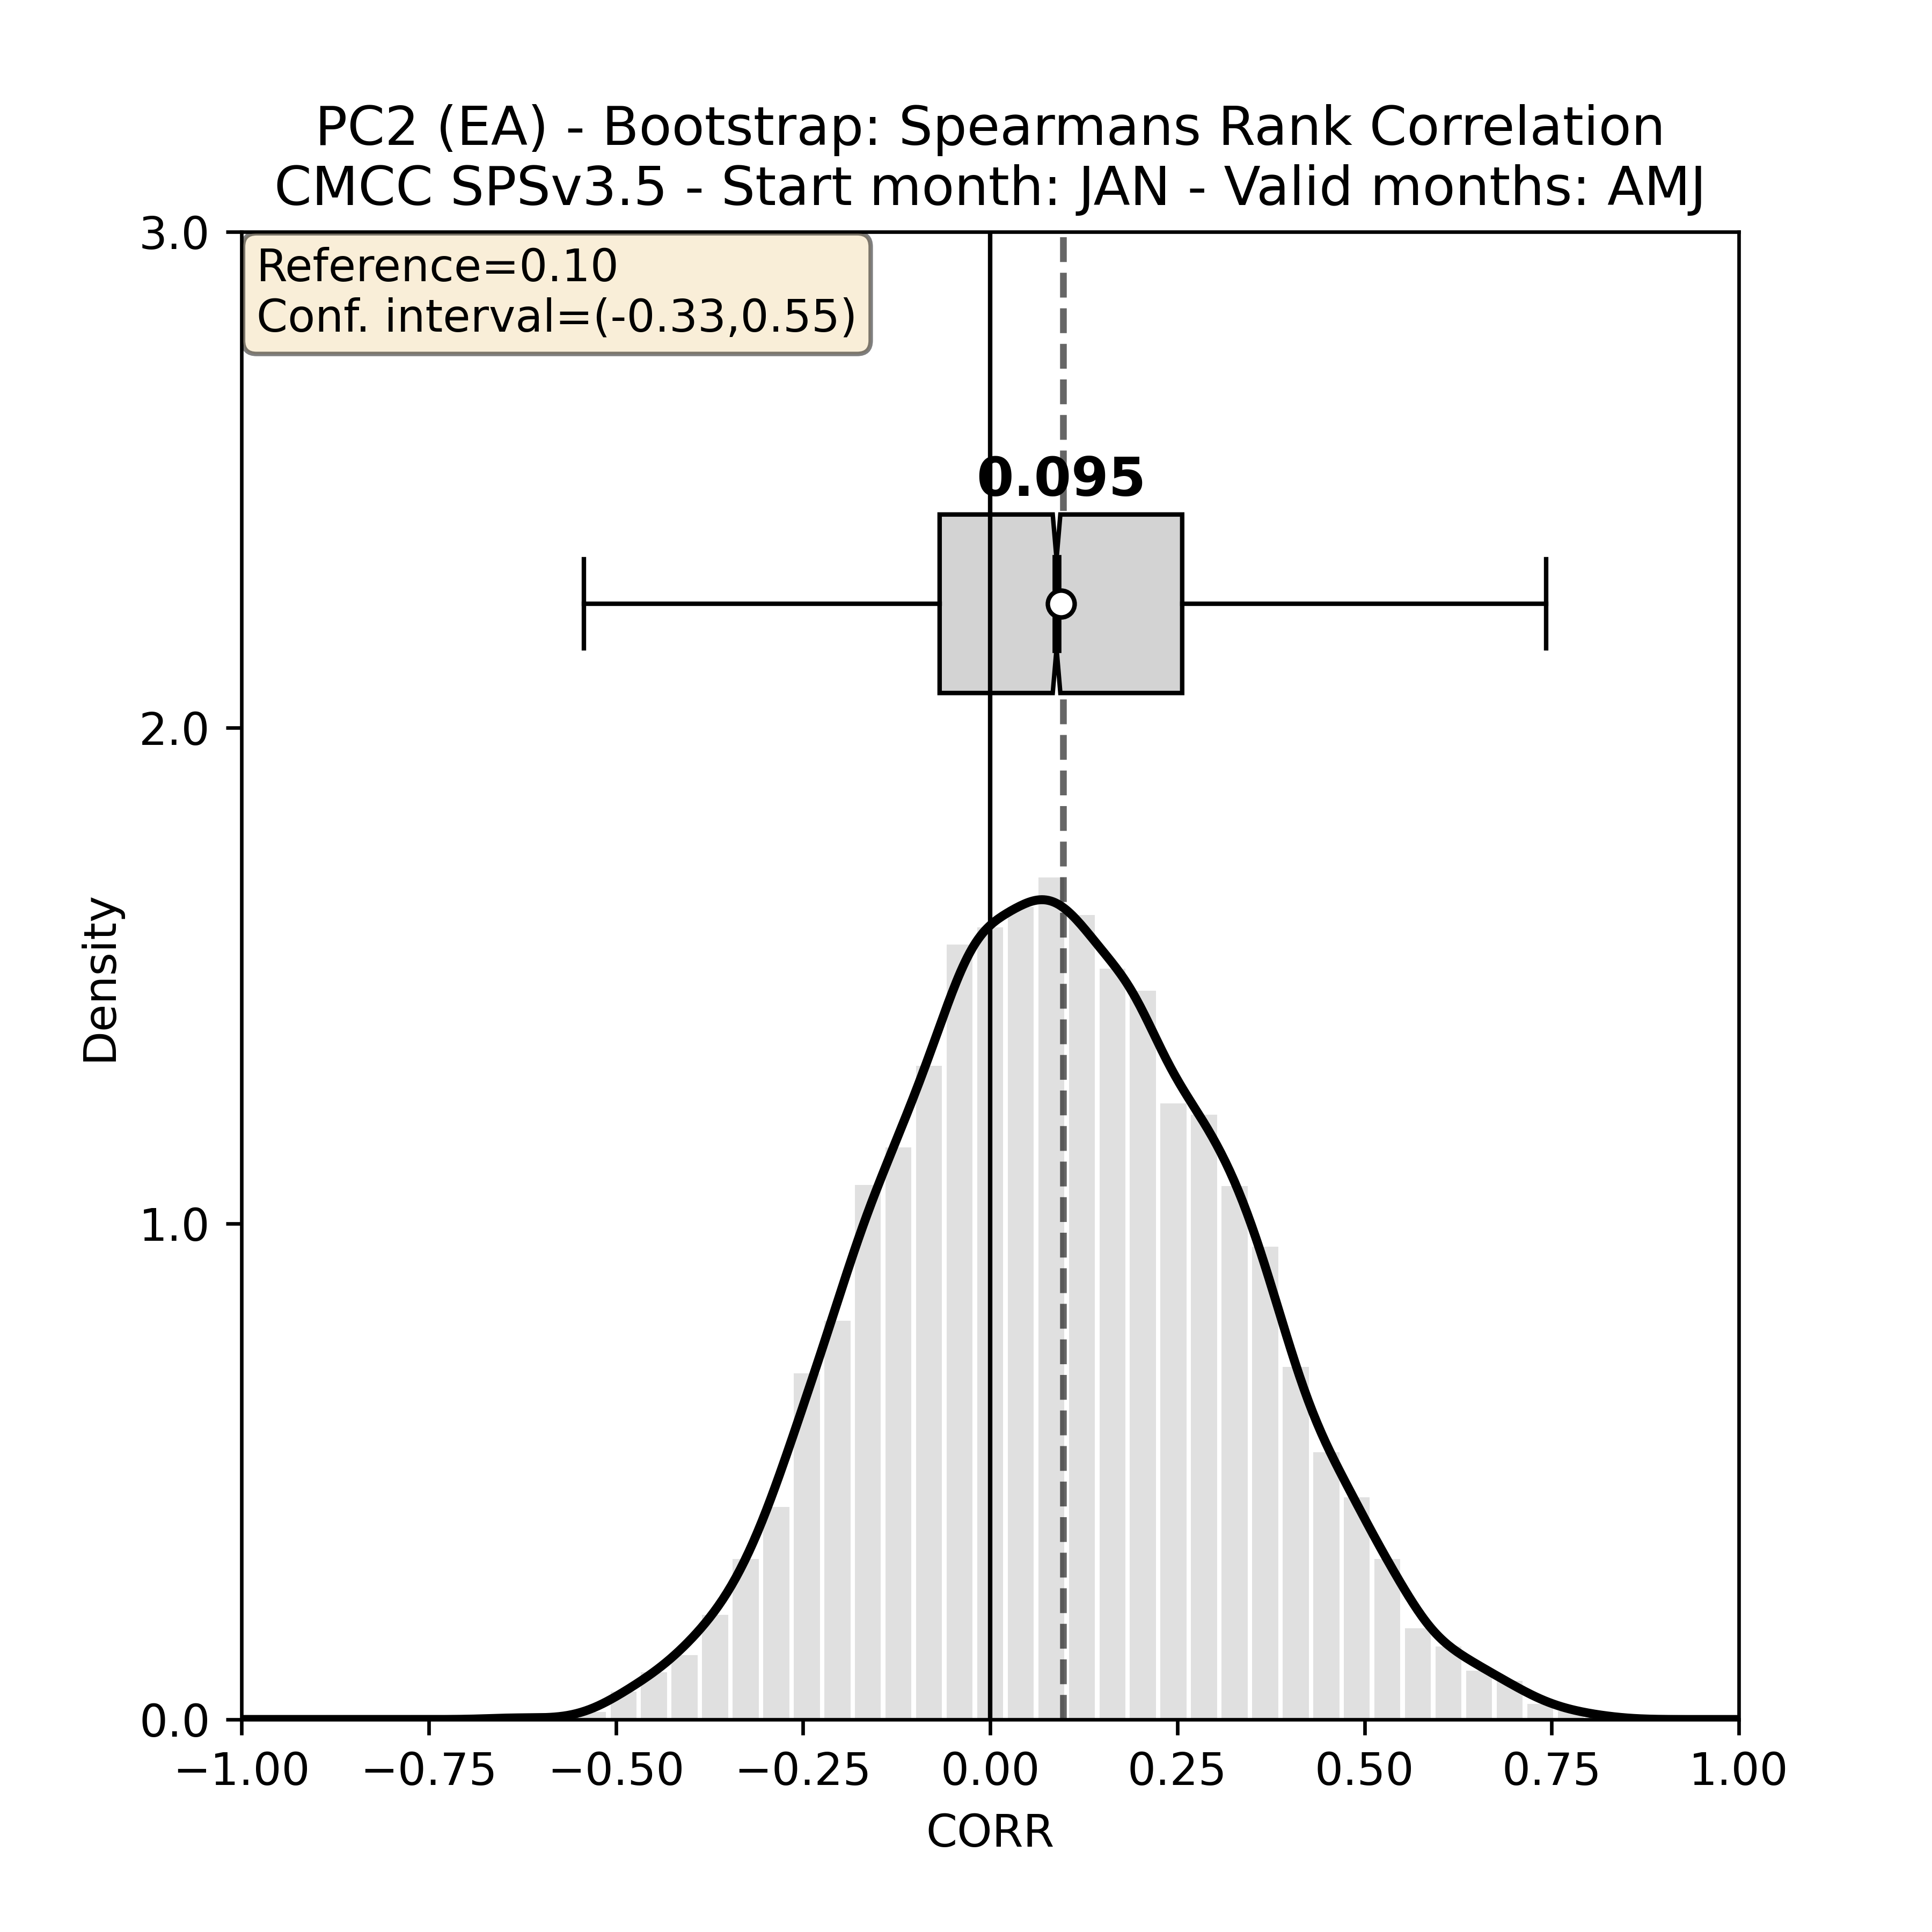 PC2 (EA) - Bootstrap: Spearmans Rank Correlation
CMCC SPSv3.5 - Start month: JAN - Valid months: AMJ
Reference=0.10
Conf. interval=(-0.33,0.55)
0.095
Density
3.0
2.0
1.0
0.0
−1.00 −0.75 −0.50 −0.25 0.00 0.25 0.50 0.75 1.00
CORR